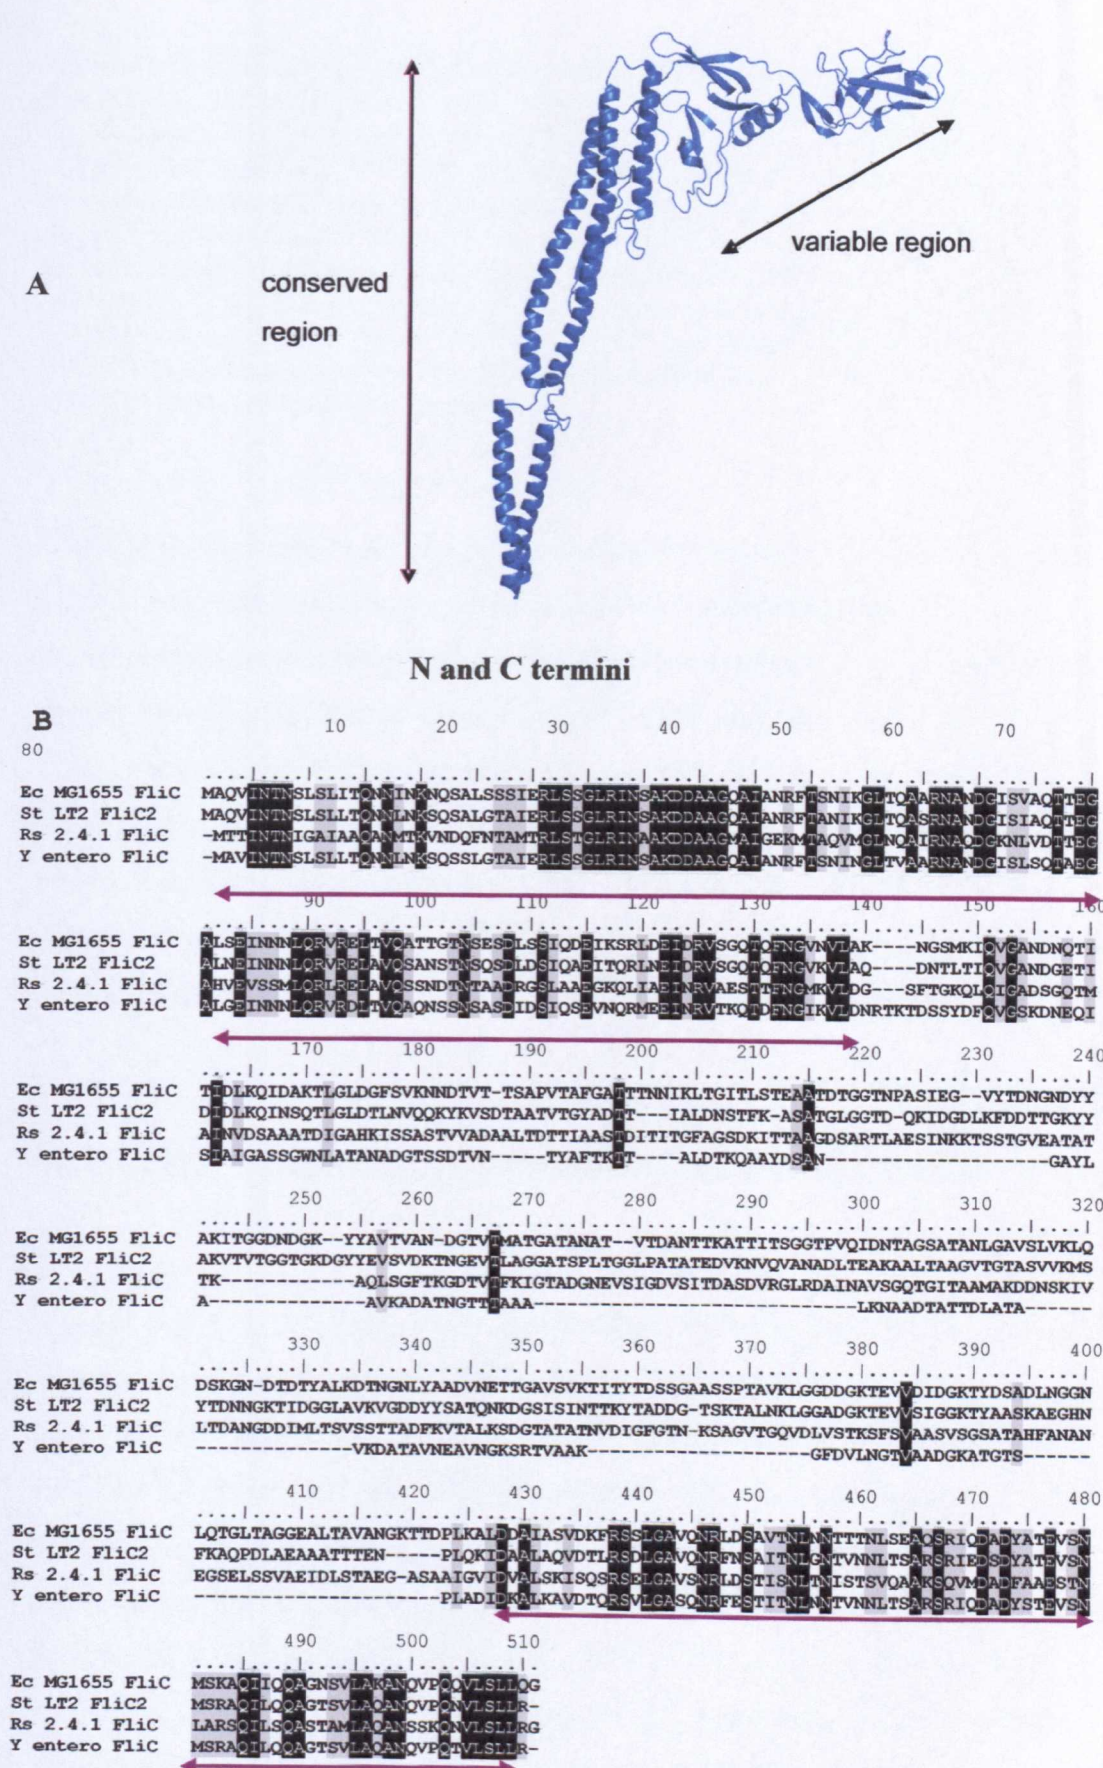 A
conserved
region
variable region
N and C termini
B
10 20 30 40 50 60 70
80
Ec MG1655 FliC MAQVINTNSLSLITQNNINKNQSALSSSIERLSSGLRINSAKDDAAGQAIANRFTSNIKGLTQAARNANDGISVAQTTEG
St LT2 FliC2 MAQVINTNSLSLLTQNNLNKSQSALGTAIERLSSGLRINSAKDDAAGQAIANRFTANIKGLTQASRNANDGISIAQTTEG
Rs 2.4.1 FliC -MTTINTNIGAIAAQANMTKVNDQFNTAMTRLSTGLRINSAKDDAAGMAIGEKMTAQVMGLNQAIRNAQDGKNLVDTTEG
Y entero FliC -MAVINTNSLSLLTQNNLNKSQSSLGTAIERLSSGLRINSAKDDAAGQAIANRFTSNINGLTVAARNANDGISLSQTAEG
90 100 110 120 130 140 150 160
Ec MG1655 FliC ALSEINNNLQRVRELTVQATTGTNSESDLSSIQDEIKSRLDEIDRVSGQTQFNGVNVLAK----NGSMKIQVGANDNQTI
St LT2 FliC2 ALNEINNNLQRVRELAVQSANSTNSQSDLDSIQAEITQRLNEIDRVSGQTQFNGVKVLAQ----DNTLTIQVGANDGETI
Rs 2.4.1 FliC AHVEVSSMLQRLRELAVQSSNDTNTAADRGSLAAEGKQLIAEINRVAESTTFNGMKVLDG----SFTGKQLQIGADSGQTM
Y entero FliC ALGEINNNLQRVRDLTVQAQNSSNSASDIDSIQSEVNQRMEEINRVTKQTDFNGIKVLDNRTKTDSSYDFQVGSKDNEQI
170 180 190 200 210 220 230 240
Ec MG1655 FliC TIDLKQIDAKTLGLDGFSVKNNDTVT-TSAPVTAFGATTTNNIKLTGITLSTEAATDTGGTNPASIEG--VYTDNGNDYY
St LT2 FliC2 DIDLKQINSQTLGLDTLNVQQKYKVSDTAATVTGYADTT---IALDNSTFK-ASATGLGGTD-QKIDGDLKFDDTTGKYY
Rs 2.4.1 FliC AINVDSAAATDIGAHKISSASTVVADAALTDTTIAASTDITITGFAGSDKITTAAGDSARTLAESINKKTSSTGVEATAT
Y entero FliC SIAIGASSGWNLATANADGTSSDTVN-----TYAFTKTT---ALDTKQAAYDSAN--------------------GAYL
250 260 270 280 290 300 310 320
Ec MG1655 FliC AKITGGDNDGK--YYAVTVAN-DGTVTMATGATANAT--VTDANTTKATTITSGGTPVQIDNTAGSATANLGAVSLVKLQ
St LT2 FliC2 AKVTVTGGTGKDGYYEVSVDKTNGEVTLAGGATSPLTGGLPATATEDVKNVQVANADLTEAKAALTAAGVTGTASVVKMS
Rs 2.4.1 FliC TK------------AQLSGFTKGDTVTFKIGTADGNEVSIGDVSITDASDVRGLRDAINAVSGQTGITAAMAKDDNSKIV
Y entero FliC A--------------AVKADATNGTTTAAA-----------------------------LKNAADTATTDLATA------
330 340 350 360 370 380 390 400
Ec MG1655 FliC DSKGN-DTDTYALKDTNGNLYAADVNETTGAVSVKTITYTDSSGAASSPTAVKLGGDDGKTEVVDIDGKTYDSADLNGGN
St LT2 FliC2 YTDNNGKTIDGGLAVKVGDDYYSATQNKDGSISINTTKYTADDG-TSKTALNKLGGADGKTEVVSIGGKTYAASKAEGHN
Rs 2.4.1 FliC LTDANGDDIMLTSVSSTTADFKVTALKSDGTATATNVDIGFGTN-KSAGVTGQVDLVSTKSFSVAASVSGSATAHFANAN
Y entero FliC --------------VKDATAVNEAVNGKSRTVAAK--------------------GFDVLNGTVAADGKATGTS------
410 420 430 440 450 460 470 480
Ec MG1655 FliC LQTGLTAGGEALTAVANGKTTDPLKALDDAIASVDKFRSSLGAVQNRLDSAVTNLNNTTTNLSEAQSRIQDADYATEVSN
St LT2 FliC2 FKAQPDLAEAAATTTEN-----PLQKIDAALAQVDTLRSDLGAVQNRFNSAITNLGNTVNNLTSARSRIEDSDYATEVSN
Rs 2.4.1 FliC EGSELSSVAEIDLSTAEG-ASAAIGVIDVALSKISQSRSELGAVSNRLDSTISNLTNISTSVQAAKSQVMDADFAAESTN
Y entero FliC ----------------------PLADIDKALKAVDTQRSVLGASQNRFESTITNLNNTVNNLTSARSRIQDADYSTEVSN
490 500 510
Ec MG1655 FliC MSKAQIIQQAGNSVLAKANQVPQQVLSLLQG
St LT2 FliC2 MSRAQILQQAGTSVLAQANQVPQNVLSLLR-
Rs 2.4.1 FliC LARSQILSQASTAMLAQANSSKQNVLSLLRG
Y entero FliC MSRAQILQQAGTSVLAQANQVPQTVLSLLR-